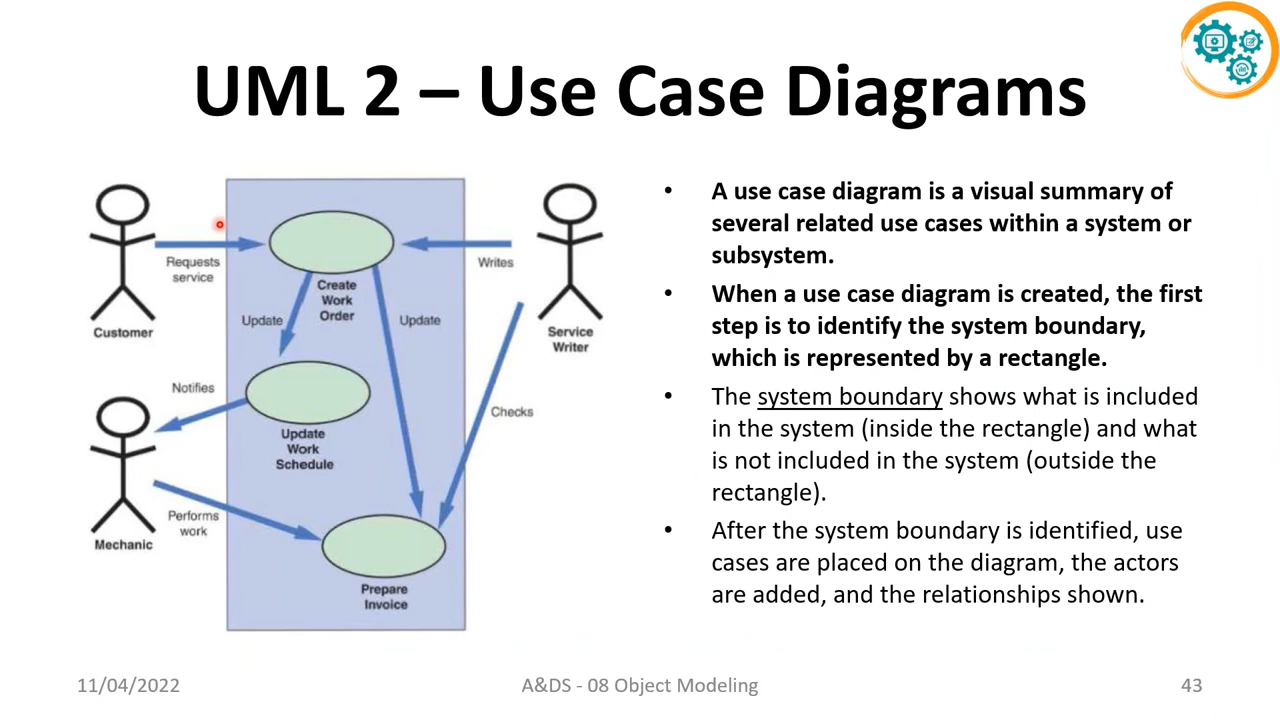 UML 2 – Use Case Diagrams
Requests
service
Writes
Create
Work
Order
Customer
Service
Writer
Update
Update
Notifies
Checks
Update
Work
Schedule
Performs
work
Mechanic
Prepare
Invoice
• A use case diagram is a visual summary of
several related use cases within a system or
subsystem.
• When a use case diagram is created, the first
step is to identify the system boundary,
which is represented by a rectangle.
• The system boundary shows what is included
in the system (inside the rectangle) and what
is not included in the system (outside the
rectangle).
• After the system boundary is identified, use
cases are placed on the diagram, the actors
are added, and the relationships shown.
11/04/2022
A&DS - 08 Object Modeling
43